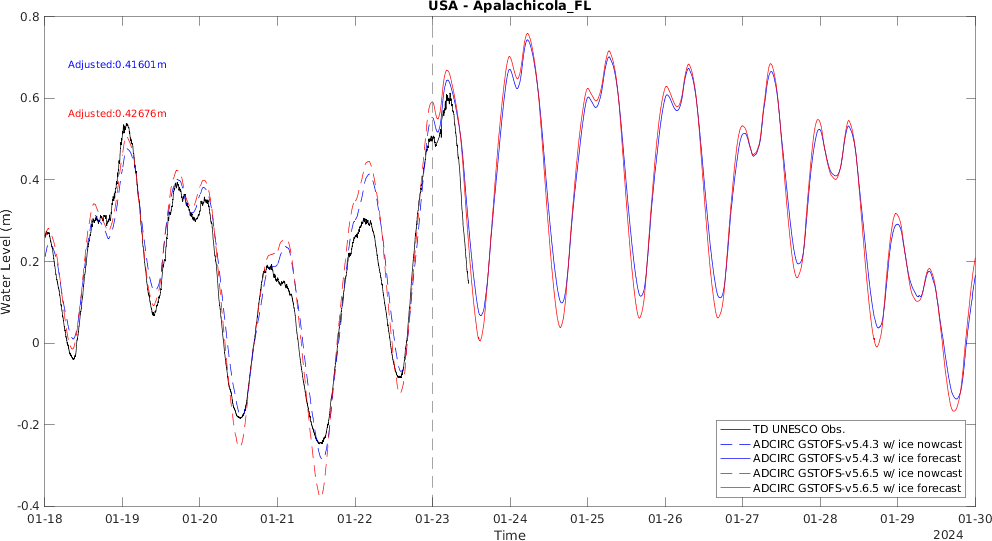 USA - Apalachicola_FL
0.8
Adjusted:0.41601m
0.6
Adjusted:0.42676m
0.4
Water Level (m)
0.2
0
-0.2
TD UNESCO Obs.
ADCIRC GSTOFS-v5.4.3 w/ ice nowcast
ADCIRC GSTOFS-v5.4.3 w/ ice forecast
ADCIRC GSTOFS-v5.6.5 w/ ice nowcast
ADCIRC GSTOFS-v5.6.5 w/ ice forecast
-0.4
01-18 01-19 01-20 01-21 01-22 01-23 01-24 01-25 01-26 01-27 01-28 01-29 01-30
Time
2024